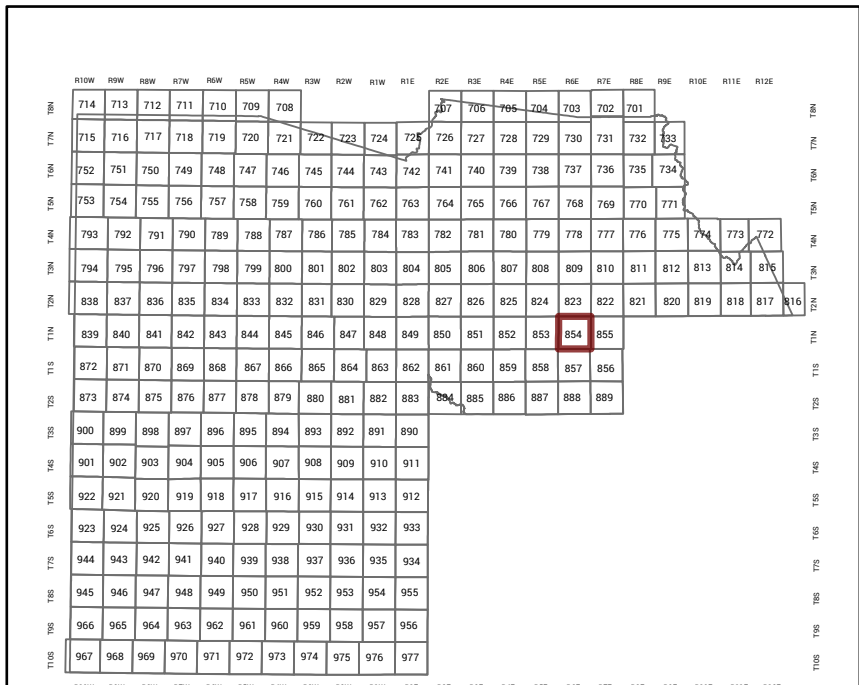 R10W R9W R8W R7W R6W R5W R4W R3W R2W R1W R1E R2E R3E R4E R5E R6E R7E R8E R9E R10E R11E R12E
T8N 714 713 712 711 710 709 708 707 706 705 704 703 702 701 T8N
T7N 715 716 717 718 719 720 721 722 723 724 725 726 727 728 729 730 731 732 733 T7N
T6N 752 751 750 749 748 747 746 745 744 743 742 741 740 739 738 737 736 735 734 T6N
T5N 753 754 755 756 757 758 759 760 761 762 763 764 765 766 767 768 769 770 771 T5N
T4N 793 792 791 790 789 788 787 786 785 784 783 782 781 780 779 778 777 776 775 774 773 772 T4N
T3N 794 795 796 797 798 799 800 801 802 803 804 805 806 807 808 809 810 811 812 813 814 815 T3N
T2N 838 837 836 835 834 833 832 831 830 829 828 827 826 825 824 823 822 821 820 819 818 817 816 T2N
T1N 839 840 841 842 843 844 845 846 847 848 849 850 851 852 853 854 855 T1N
T1S 872 871 870 869 868 867 866 865 864 863 862 861 860 859 858 857 856 T1S
T2S 873 874 875 876 877 878 879 880 881 882 883 884 885 886 887 888 889 T2S
T3S 900 899 898 897 896 895 894 893 892 891 890 T3S
T4S 901 902 903 904 905 906 907 908 909 910 911 T4S
T5S 922 921 920 919 918 917 916 915 914 913 912 T5S
T6S 923 924 925 926 927 928 929 930 931 932 933 T6S
T7S 944 943 942 941 940 939 938 937 936 935 934 T7S
T8S 945 946 947 948 949 950 951 952 953 954 955 T8S
T9S 966 965 964 963 962 961 960 959 958 957 956 T9S
T10S 967 968 969 970 971 972 973 974 975 976 977 T10S